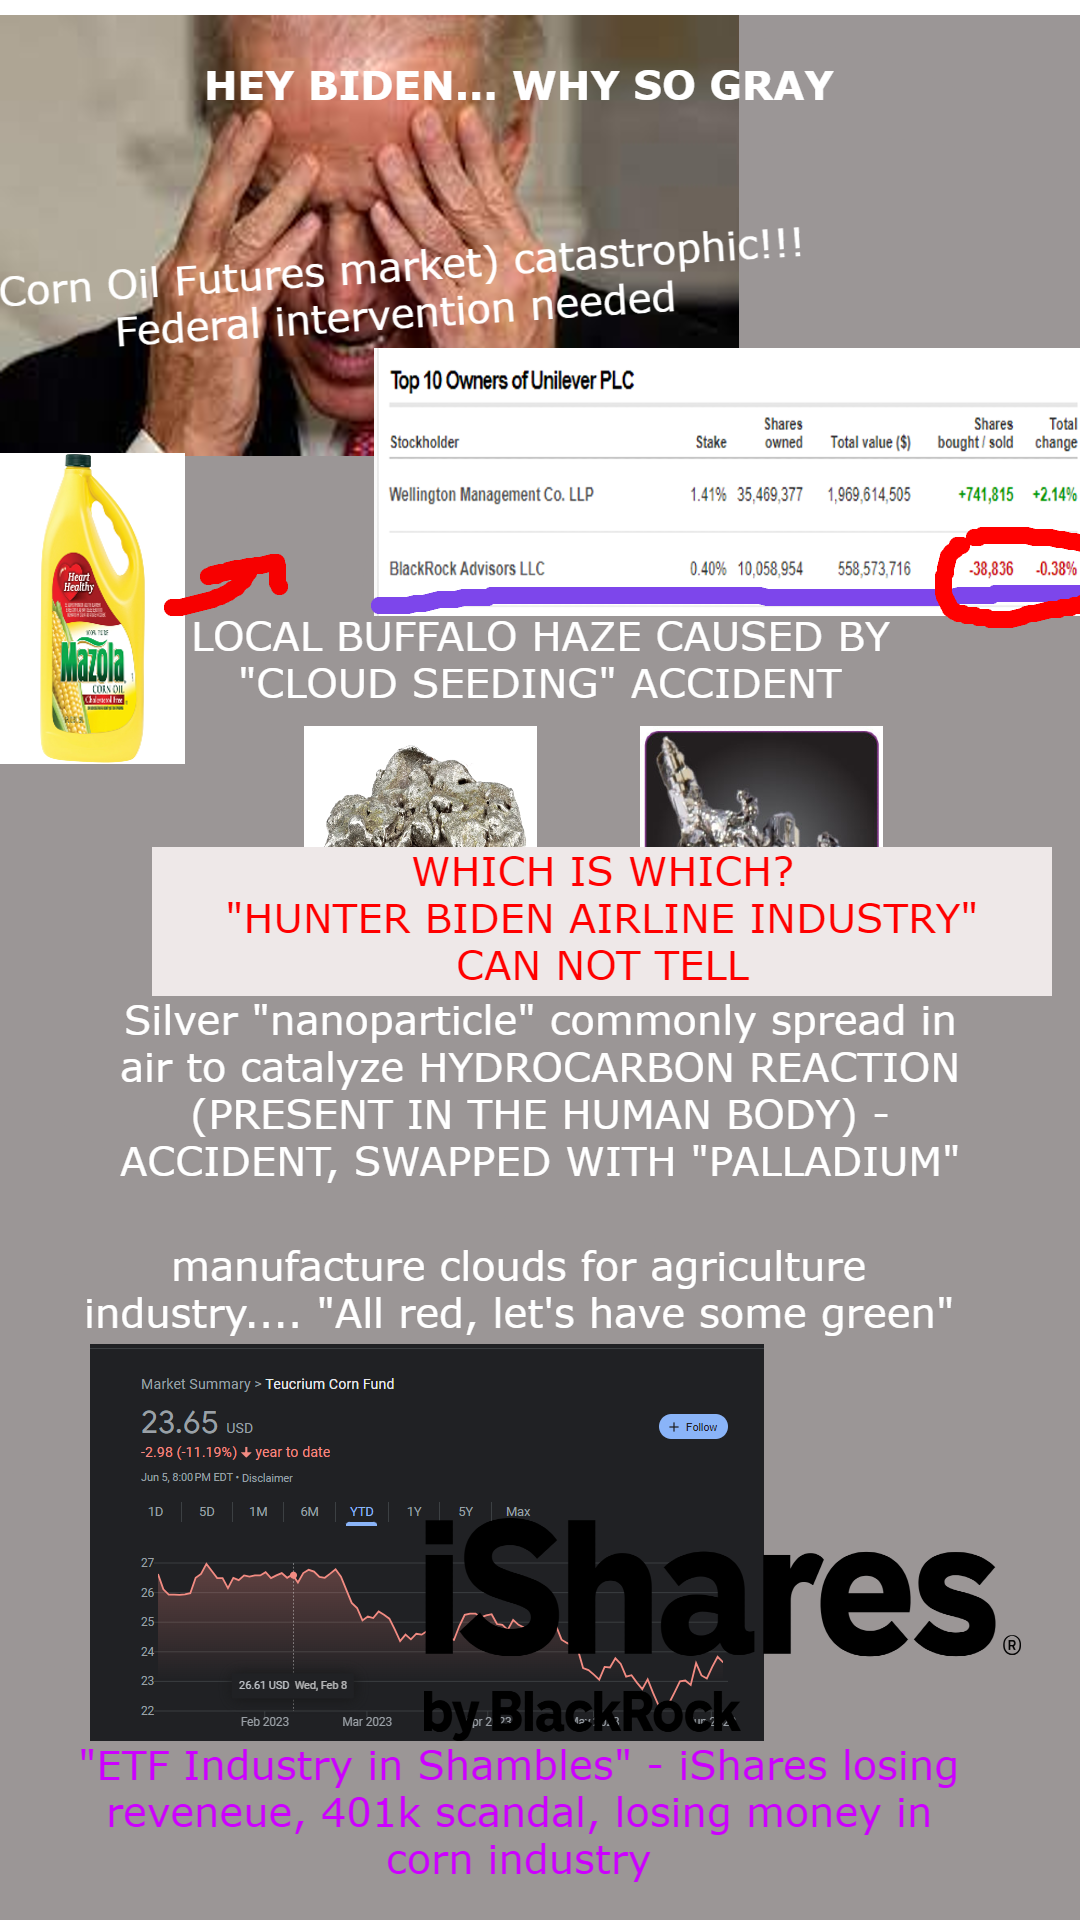 HEY BIDEN... WHY SO GRAY
Corn Oil Futures market) catastrophic!!!
Federal intervention needed
Top 10 Owners of Unilever PLC
Stockholder Stake Shares owned Total value ($) Shares bought / sold Total change
Wellington Management Co. LLP 1.41% 35,469,377 1,969,614,505 +741,815 +2.14%
BlackRock Advisors LLC 0.40% 10,058,954 558,573,716 -38,836 -0.38%
Heart
Healthy
Mazola
CORN OIL
Cholesterol Free
LOCAL BUFFALO HAZE CAUSED BY
"CLOUD SEEDING" ACCIDENT
WHICH IS WHICH?
"HUNTER BIDEN AIRLINE INDUSTRY"
CAN NOT TELL
Silver "nanoparticle" commonly spread in
air to catalyze HYDROCARBON REACTION
(PRESENT IN THE HUMAN BODY) -
ACCIDENT, SWAPPED WITH "PALLADIUM"
manufacture clouds for agriculture
industry.... "All red, let's have some green"
Market Summary > Teucrium Corn Fund
23.65 USD
+ Follow
-2.98 (-11.19%) ↓ year to date
Jun 5, 8:00 PM EDT • Disclaimer
1D 5D 1M 6M YTD 1Y 5Y Max
27
26
25
24
23
22
26.61 USD Wed, Feb 8
Feb 2023 Mar 2023
iShares®
by BlackRock
"ETF Industry in Shambles" - iShares losing
reveneue, 401k scandal, losing money in
corn industry